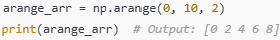 arange_arr = np.arange(0, 10, 2)
print(arange_arr)  # Output: [0 2 4 6 8]